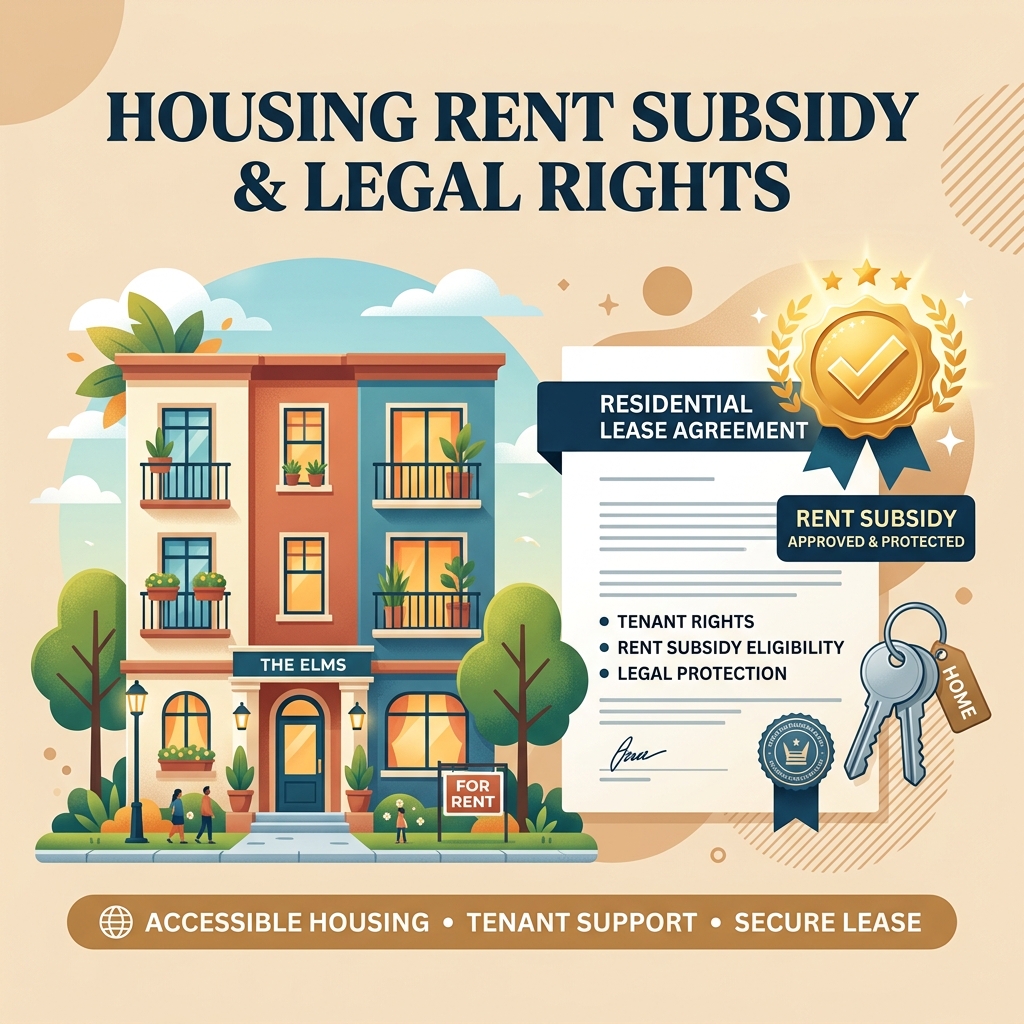 HOUSING RENT SUBSIDY
& LEGAL RIGHTS
RESIDENTIAL
LEASE AGREEMENT
RENT SUBSIDY
APPROVED & PROTECTED
• TENANT RIGHTS
• RENT SUBSIDY ELIGIBILITY
• LEGAL PROTECTION
THE ELMS
HOME
FOR
RENT
ACCESSIBLE HOUSING • TENANT SUPPORT • SECURE LEASE